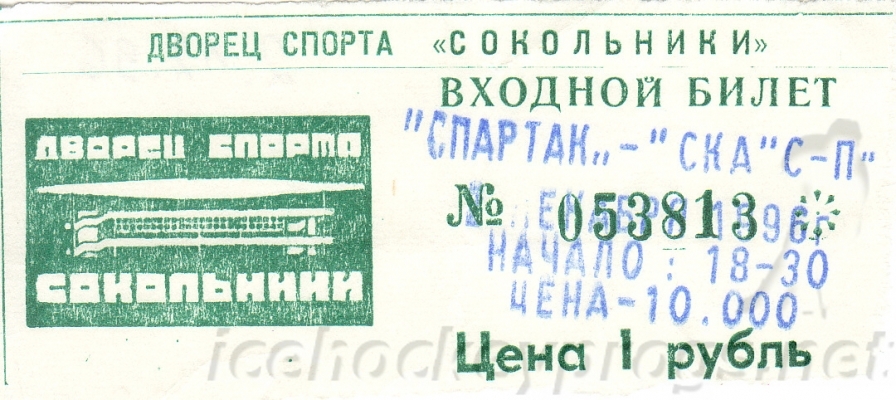 ДВОРЕЦ СПОРТА «СОКОЛЬНИКИ»
ВХОДНОЙ БИЛЕТ
ДВОРЕЦ СПОРТА
СОКОЛЬНИКИ
"СПАРТАК„-"СКА"С-П"
№ 053813
НАЧАЛО: 18-30
ЦЕНА-10.000
Цена 1 рубль
icehockeyprogs.net